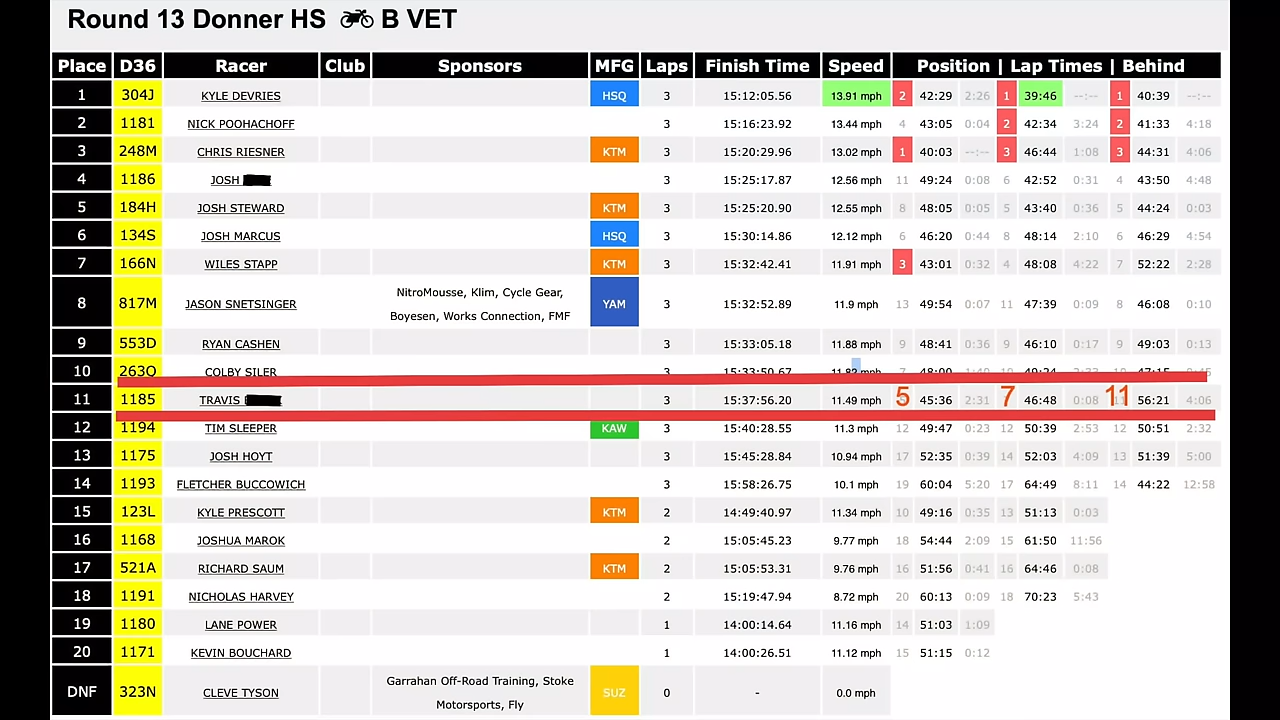 Round 13 Donner HS B VET
Place D36 Racer Club Sponsors MFG Laps Finish Time Speed Position | Lap Times | Behind
1 304J KYLE DEVRIES HSQ 3 15:12:05.56 13.91 mph 2 42:29 2:26 1 39:46 --:-- 1 40:39 --:--
2 1181 NICK POOHACHOFF 3 15:16:23.92 13.44 mph 4 43:05 0:04 2 42:34 3:24 2 41:33 4:18
3 248M CHRIS RIESNER KTM 3 15:20:29.96 13.02 mph 1 40:03 --:-- 3 46:44 1:08 3 44:31 4:06
4 1186 JOSH 3 15:25:17.87 12.56 mph 11 49:24 0:08 6 42:52 0:31 4 43:50 4:48
5 184H JOSH STEWARD KTM 3 15:25:20.90 12.55 mph 8 48:05 0:05 5 43:40 0:36 5 44:24 0:03
6 134S JOSH MARCUS HSQ 3 15:30:14.86 12.12 mph 6 46:20 0:44 8 48:14 2:10 6 46:29 4:54
7 166N WILES STAPP KTM 3 15:32:42.41 11.91 mph 3 43:01 0:32 4 48:08 4:22 7 52:22 2:28
8 817M JASON SNETSINGER NitroMousse, Klim, Cycle Gear, YAM 3 15:32:52.89 11.9 mph 13 49:54 0:07 11 47:39 0:09 8 46:08 0:10
Boyesen, Works Connection, FMF
9 553D RYAN CASHEN 3 15:33:05.18 11.88 mph 9 48:41 0:36 9 46:10 0:17 9 49:03 0:13
10 263O COLBY SILER 3 15:33:50.67 mph 7 48:00 10 49:24 10 47:15
11 1185 TRAVIS 3 15:37:56.20 11.49 mph 5 45:36 2:31 7 46:48 0:08 11 56:21 4:06
12 1194 TIM SLEEPER KAW 3 15:40:28.55 11.3 mph 12 49:47 0:23 12 50:39 2:53 12 50:51 2:32
13 1175 JOSH HOYT 3 15:45:28.84 10.94 mph 17 52:35 0:39 14 52:03 4:09 13 51:39 5:00
14 1193 FLETCHER BUCCOWICH 3 15:58:26.75 10.1 mph 19 60:04 5:20 17 64:49 8:11 14 44:22 12:58
15 123L KYLE PRESCOTT KTM 2 14:49:40.97 11.34 mph 10 49:16 0:35 13 51:13 0:03
16 1168 JOSHUA MAROK 2 15:05:45.23 9.77 mph 18 54:44 2:09 15 61:50 11:56
17 521A RICHARD SAUM KTM 2 15:05:53.31 9.76 mph 16 51:56 0:41 16 64:46 0:08
18 1191 NICHOLAS HARVEY 2 15:19:47.94 8.72 mph 20 60:13 0:09 18 70:23 5:43
19 1180 LANE POWER 1 14:00:14.64 11.16 mph 14 51:03 1:09
20 1171 KEVIN BOUCHARD 1 14:00:26.51 11.12 mph 15 51:15 0:12
DNF 323N CLEVE TYSON Garrahan Off-Road Training, Stoke SUZ 0 - 0.0 mph
Motorsports, Fly